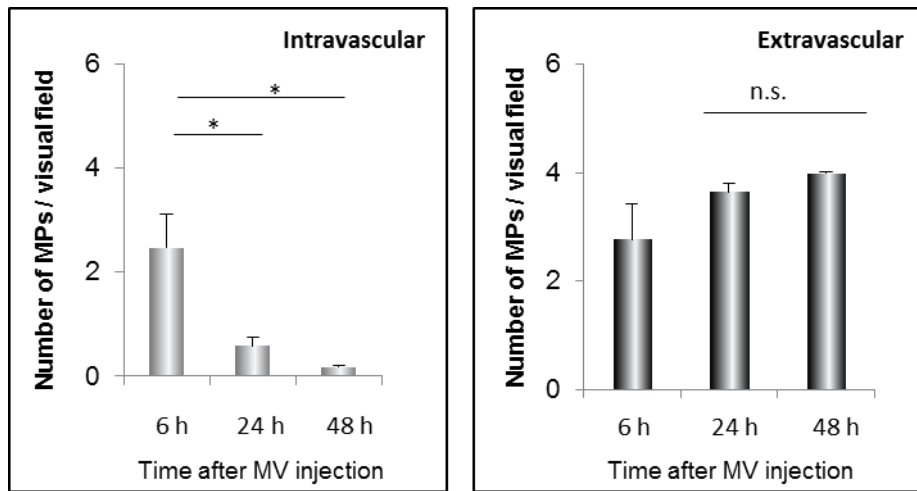 Intravascular
Number of MPs / visual field
6
4
2
0
*
*
6 h
24 h
48 h
Time after MV injection
Extravascular
Number of MPs / visual field
6
4
2
0
n.s.
6 h
24 h
48 h
Time after MV injection